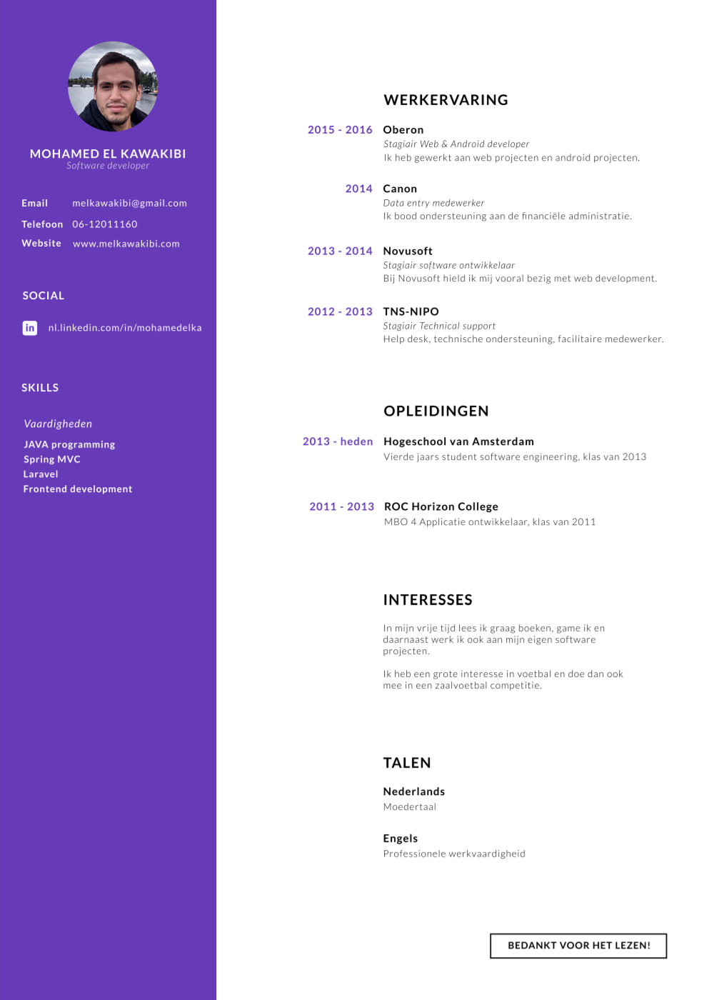 MOHAMED EL KAWAKIBI
Software developer
Email melkawakibi@gmail.com
Telefoon 06-12011160
Website www.melkawakibi.com
SOCIAL
in nl.linkedin.com/in/mohamedelka
SKILLS
Vaardigheden
JAVA programming
Spring MVC
Laravel
Frontend development
WERKERVARING
2015 - 2016 Oberon
Stagiair Web & Android developer
Ik heb gewerkt aan web projecten en android projecten.
2014 Canon
Data entry medewerker
Ik bood ondersteuning aan de financiële administratie.
2013 - 2014 Novusoft
Stagiair software ontwikkelaar
Bij Novusoft hield ik mij vooral bezig met web development.
2012 - 2013 TNS-NIPO
Stagiair Technical support
Help desk, technische ondersteuning, facilitaire medewerker.
OPLEIDINGEN
2013 - heden Hogeschool van Amsterdam
Vierde jaars student software engineering, klas van 2013
2011 - 2013 ROC Horizon College
MBO 4 Applicatie ontwikkelaar, klas van 2011
INTERESSES
In mijn vrije tijd lees ik graag boeken, game ik en
daarnaast werk ik ook aan mijn eigen software
projecten.
Ik heb een grote interesse in voetbal en doe dan ook
mee in een zaalvoetbal competitie.
TALEN
Nederlands
Moedertaal
Engels
Professionele werkvaardigheid
BEDANKT VOOR HET LEZEN!